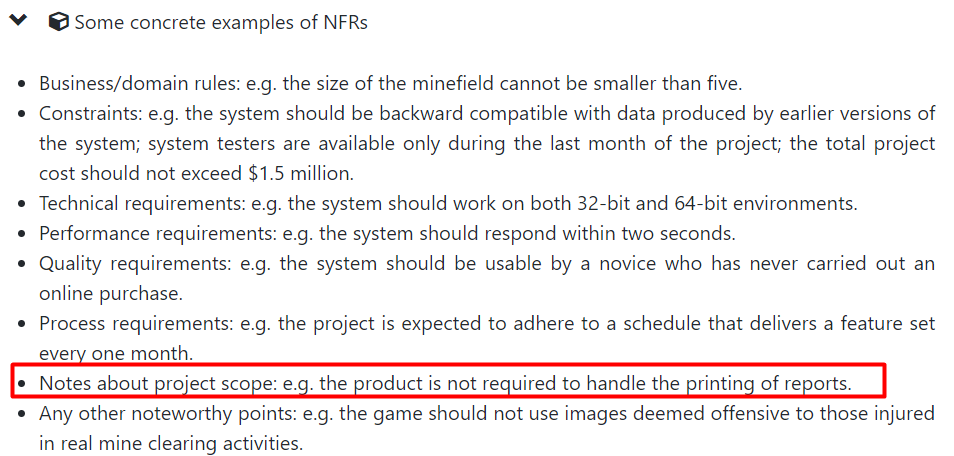 Some concrete examples of NFRs
Business/domain rules: e.g. the size of the minefield cannot be smaller than five.
Constraints: e.g. the system should be backward compatible with data produced by earlier versions of
the system; system testers are available only during the last month of the project; the total project
cost should not exceed $1.5 million.
Technical requirements: e.g. the system should work on both 32-bit and 64-bit environments.
Performance requirements: e.g. the system should respond within two seconds.
Quality requirements: e.g. the system should be usable by a novice who has never carried out an
online purchase.
Process requirements: e.g. the project is expected to adhere to a schedule that delivers a feature set
every one month.
Notes about project scope: e.g. the product is not required to handle the printing of reports.
Any other noteworthy points: e.g. the game should not use images deemed offensive to those injured
in real mine clearing activities.